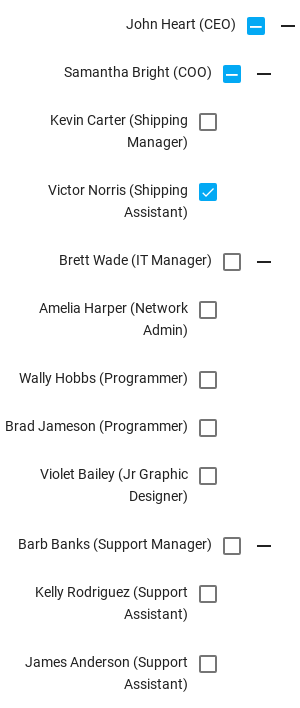 John Heart (CEO)
Samantha Bright (COO)
Kevin Carter (Shipping
Manager)
Victor Norris (Shipping
Assistant)
Brett Wade (IT Manager)
Amelia Harper (Network
Admin)
Wally Hobbs (Programmer)
Brad Jameson (Programmer)
Violet Bailey (Jr Graphic
Designer)
Barb Banks (Support Manager)
Kelly Rodriguez (Support
Assistant)
James Anderson (Support
Assistant)